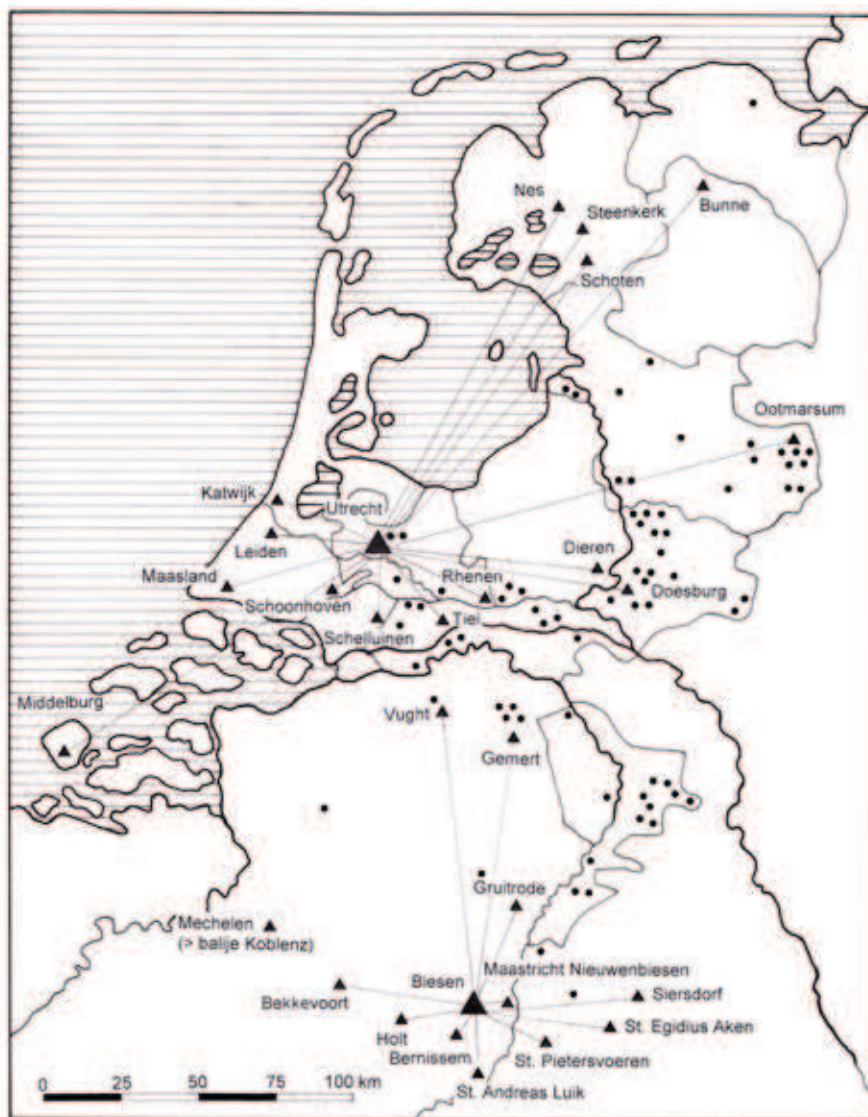 Nes
Steenkerk
Bunne
Schoten
Ootmarsum
Katwijk
Utrecht
Leiden
Dieren
Maasland
Rhenen
Doesburg
Schoonhoven
Tiel
Schelluinen
Middelburg
Vught
Gemert
Gruitrode
Mechelen
(> balije Koblenz)
Maastricht Nieuwenbiesen
Biesen
Siersdorf
Bekkevoort
St. Egidius Aken
Holt
Bernissem
St. Pietersvoeren
St. Andreas Luik
0 25 50 75 100 km